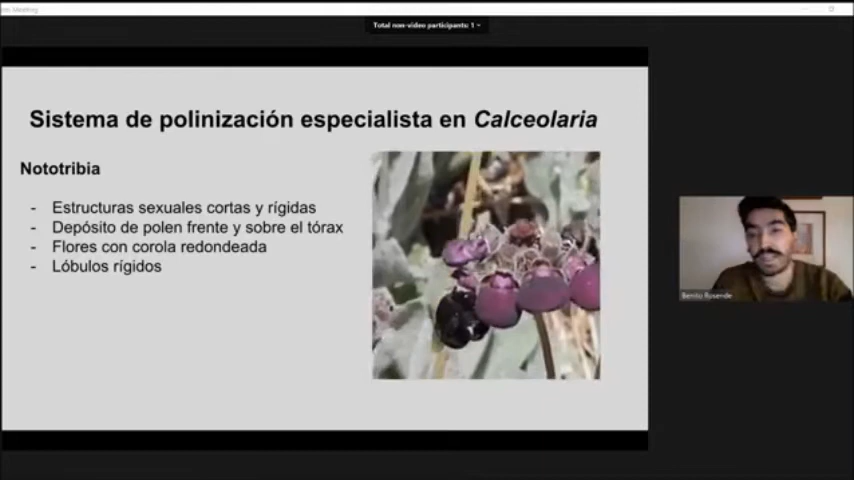 Total non-video participants: 1
Sistema de polinización especialista en Calceolaria
Nototribia
- Estructuras sexuales cortas y rígidas
- Depósito de polen frente y sobre el tórax
- Flores con corola redondeada
- Lóbulos rígidos
Benito Rosende